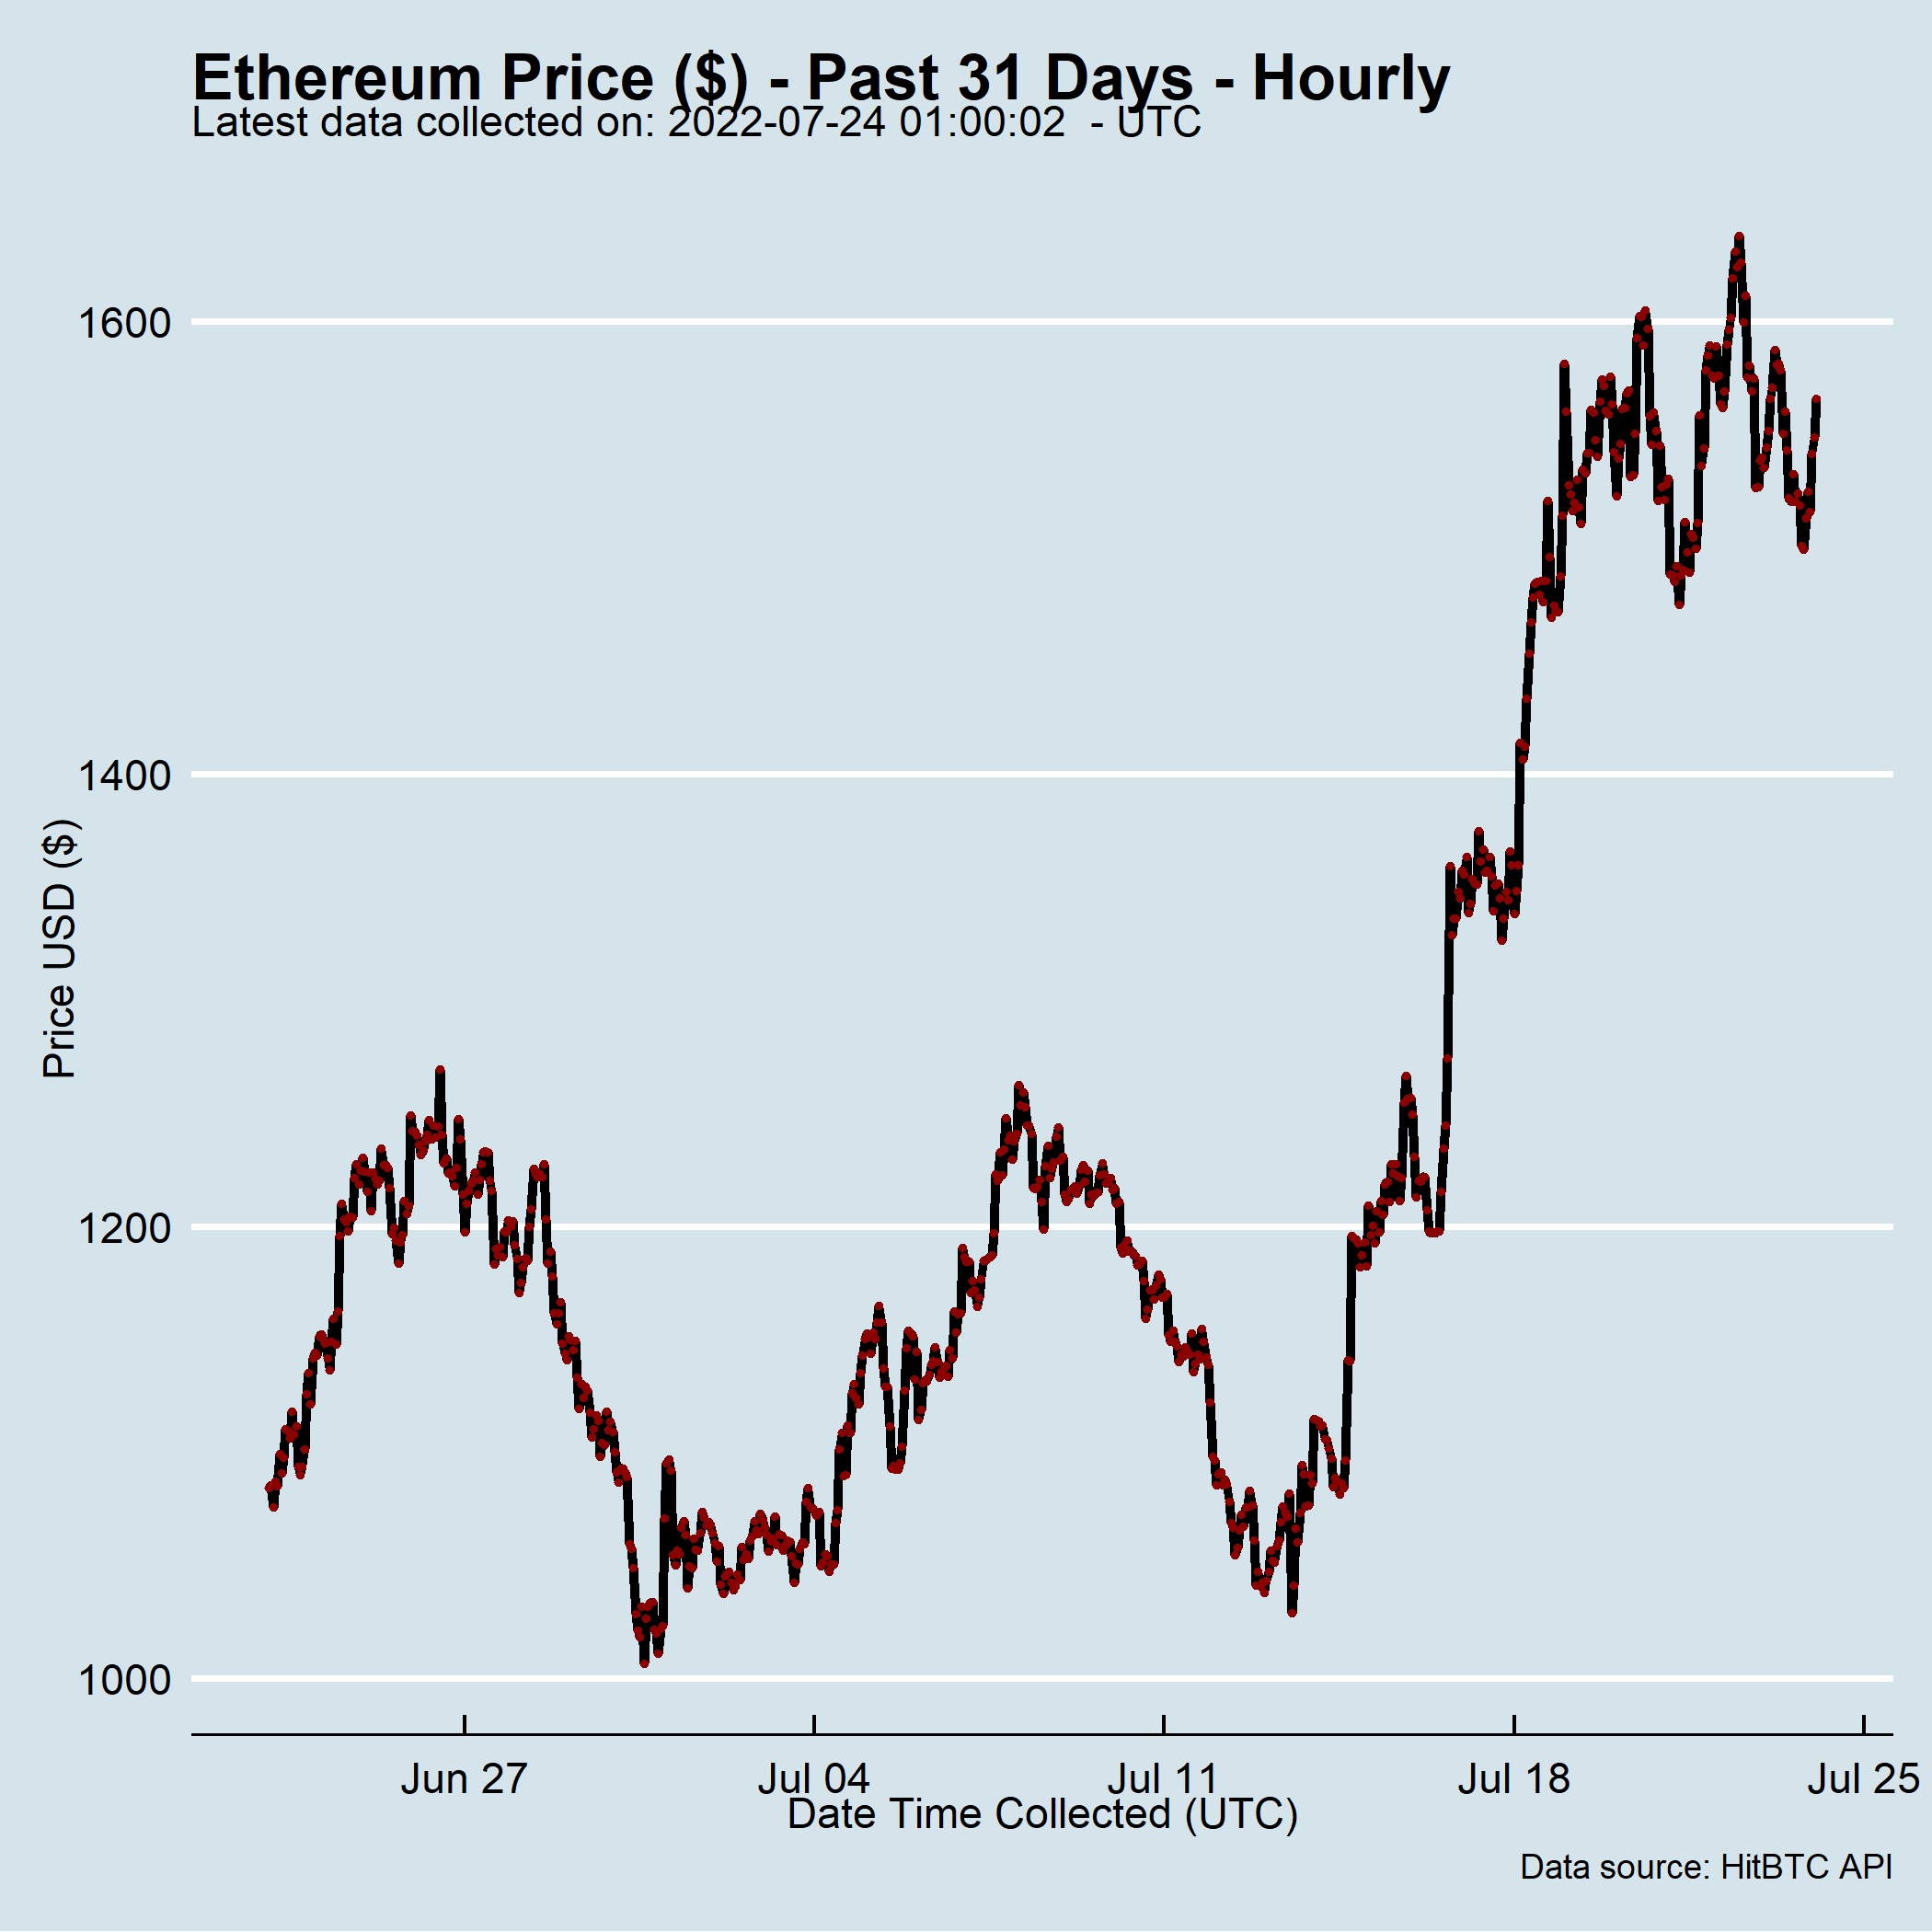 Ethereum Price ($) - Past 31 Days - Hourly
Latest data collected on: 2022-07-24 01:00:02  - UTC
1600
1400
1200
1000
Price USD ($)
Jun 27
Jul 04
Jul 11
Jul 18
Jul 25
Date Time Collected (UTC)
Data source: HitBTC API